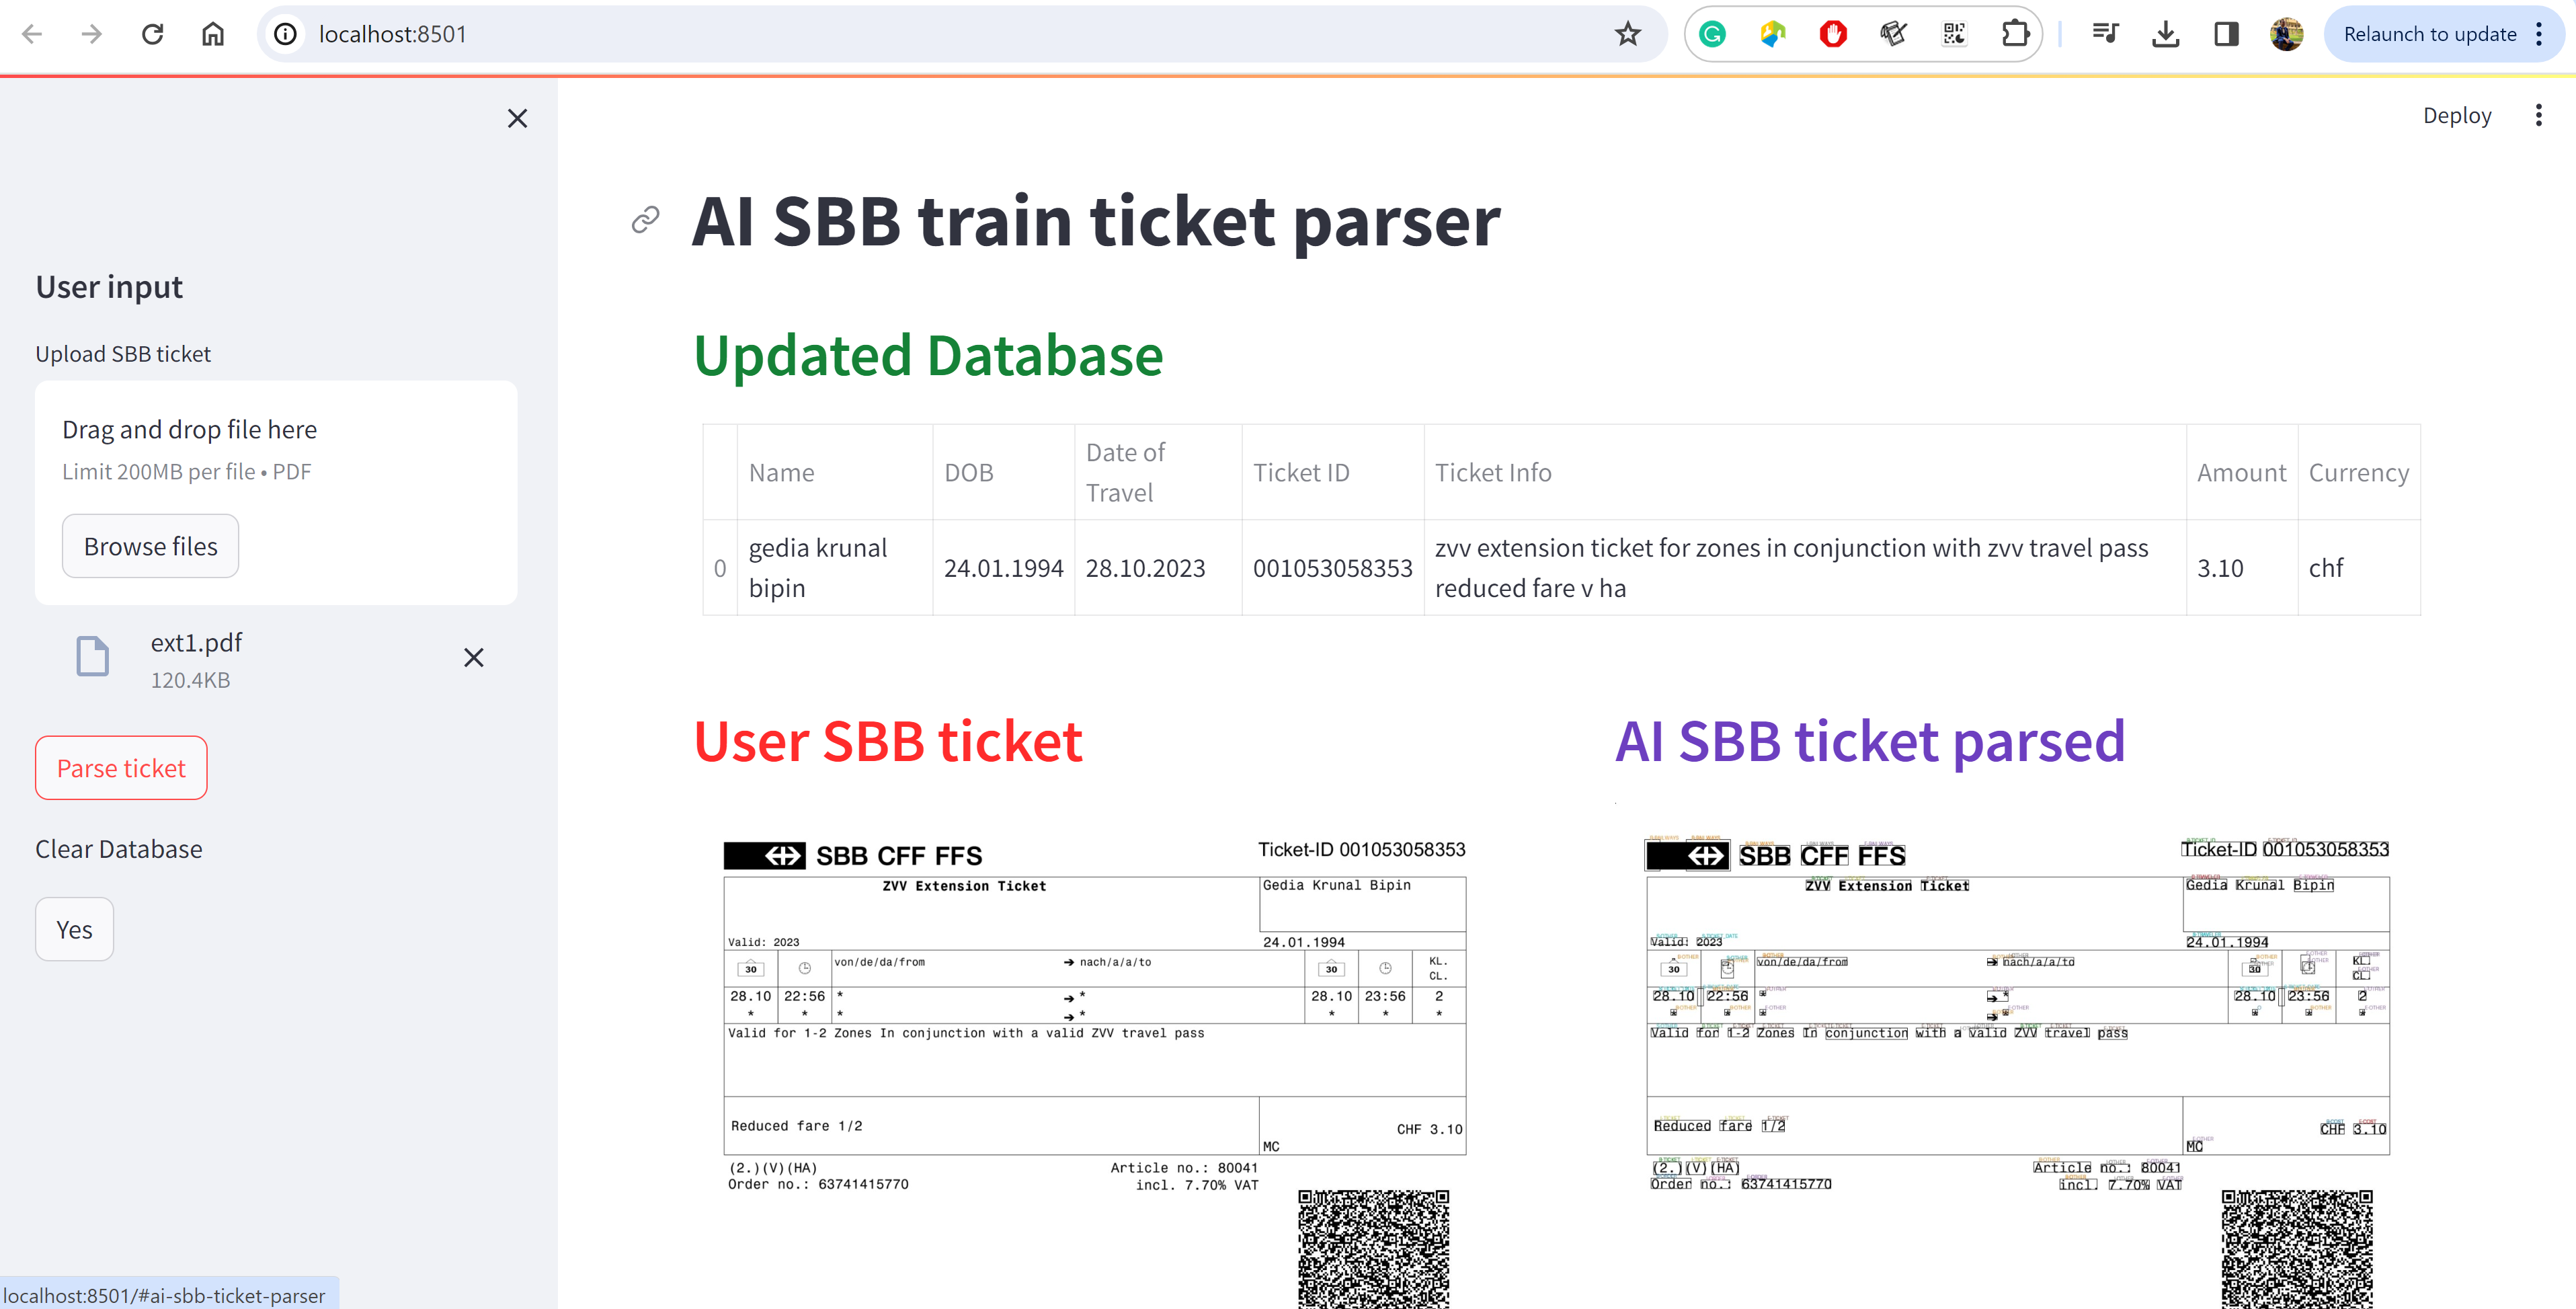 localhost:8501
Relaunch to update
Deploy
AI SBB train ticket parser
User input
Upload SBB ticket
Drag and drop file here
Limit 200MB per file • PDF
Browse files
ext1.pdf
120.4KB
Parse ticket
Clear Database
Yes
Updated Database
Name DOB Date of Travel Ticket ID Ticket Info Amount Currency
0 gedia krunal bipin 24.01.1994 28.10.2023 001053058353 zvv extension ticket for zones in conjunction with zvv travel pass reduced fare v ha 3.10 chf
User SBB ticket
SBB CFF FFS Ticket-ID 001053058353
ZVV Extension Ticket Gedia Krunal Bipin
Valid: 2023 24.01.1994
30 von/de/da/from ➔ nach/a/a/to 30 KL.
CL.
28.10 22:56 * ➔ * 28.10 23:56 2
* * * ➔ * * * *
Valid for 1-2 Zones In conjunction with a valid ZVV travel pass
Reduced fare 1/2 CHF 3.10
MC
(2.)(V)(HA) Article no.: 80041
Order no.: 63741415770 incl. 7.70% VAT
AI SBB ticket parsed
SBB CFF FFS Ticket-ID 001053058353
ZVV Extension Ticket Gedia Krunal Bipin
Valid: 2023 24.01.1994
30 von/de/da/from ➔ nach/a/a/to 30 KL.
CL.
28.10 22:56 * ➔ * 28.10 23:56 2
Valid for 1-2 Zones In conjunction with a valid ZVV travel pass
Reduced fare 1/2 CHF 3.10
MC
(2.)(V)(HA) Article no.: 80041
Order no.: 63741415770 incl. 7.70% VAT
localhost:8501/#ai-sbb-ticket-parser